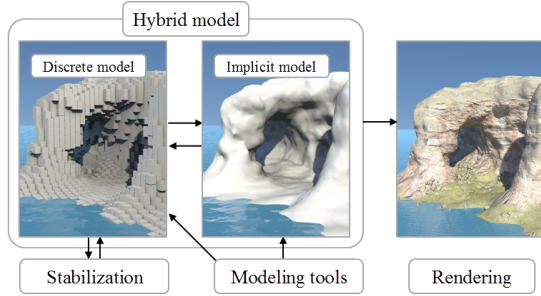 Hybrid model
Discrete model
Implicit model
Stabilization
Modeling tools
Rendering